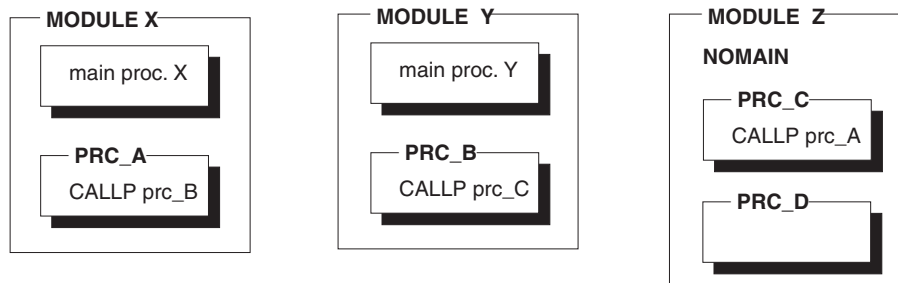 MODULE X
main proc. X
PRC_A
CALLP prc_B
MODULE Y
main proc. Y
PRC_B
CALLP prc_C
MODULE Z
NOMAIN
PRC_C
CALLP prc_A
PRC_D